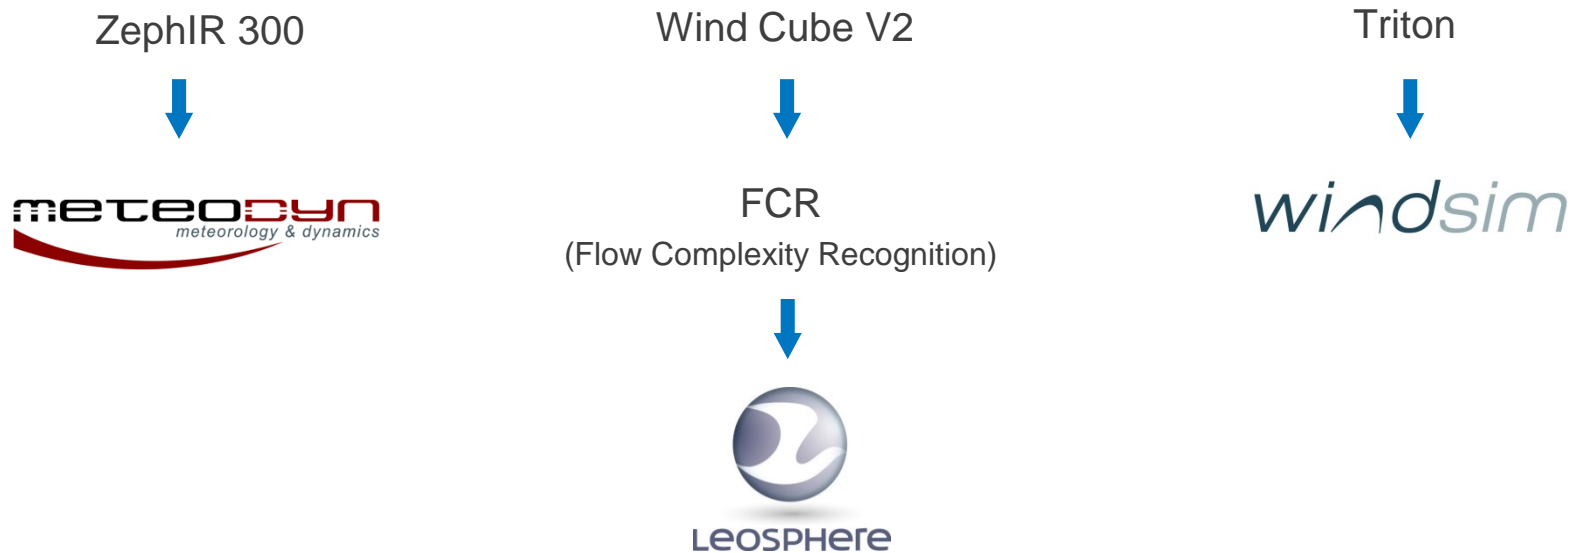 ZephIR 300
Wind Cube V2
Triton
meteodyn
meteorology & dynamics
FCR
(Flow Complexity Recognition)
windsim
Leosphere